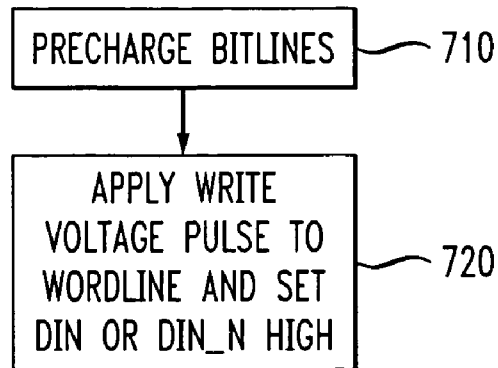 PRECHARGE BITLINES
710
APPLY WRITE
VOLTAGE PULSE TO
WORDLINE AND SET
DIN OR DIN_N HIGH
720